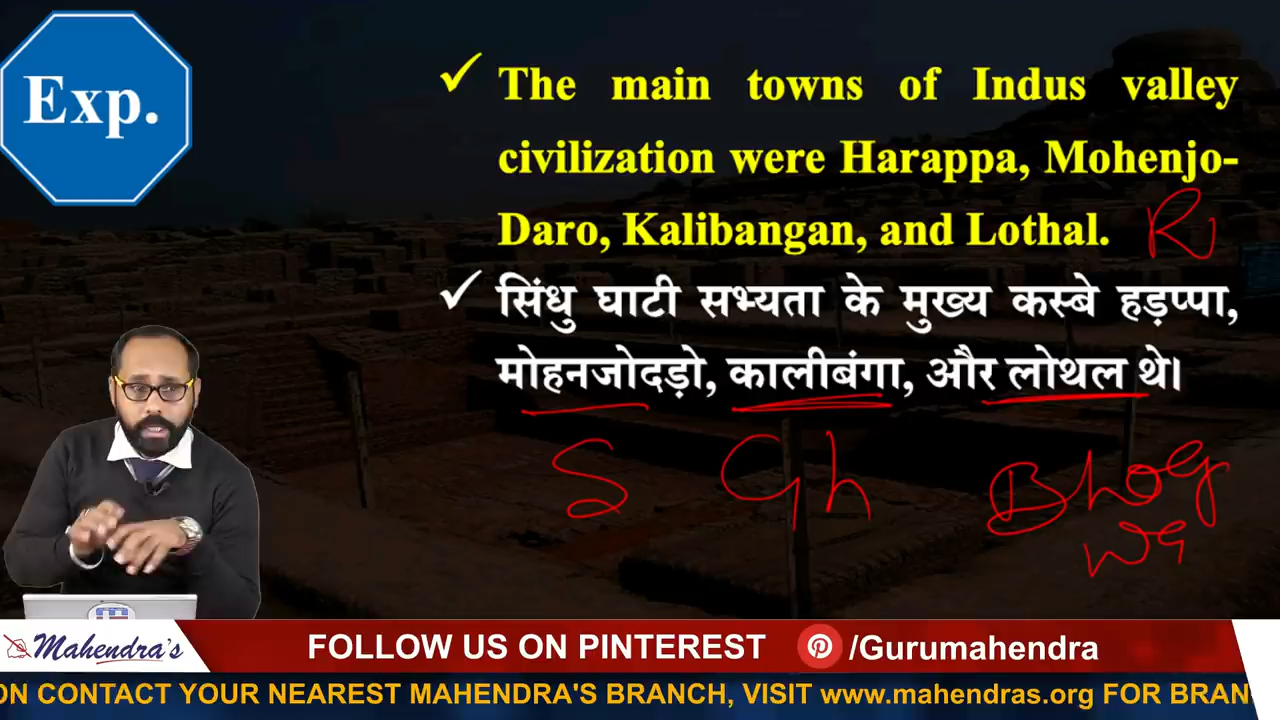 Exp.
The main towns of Indus valley
civilization were Harappa, Mohenjo-
Daro, Kalibangan, and Lothal.
R
सिंधु घाटी सभ्यता के मुख्य कस्बे हड़प्पा,
मोहनजोदड़ो, कालीबंगा, और लोथल थे।
S Gh Bhog
Mahendra's
FOLLOW US ON PINTEREST /Gurumahendra
ON CONTACT YOUR NEAREST MAHENDRA'S BRANCH, VISIT www.mahendras.org FOR BRAN